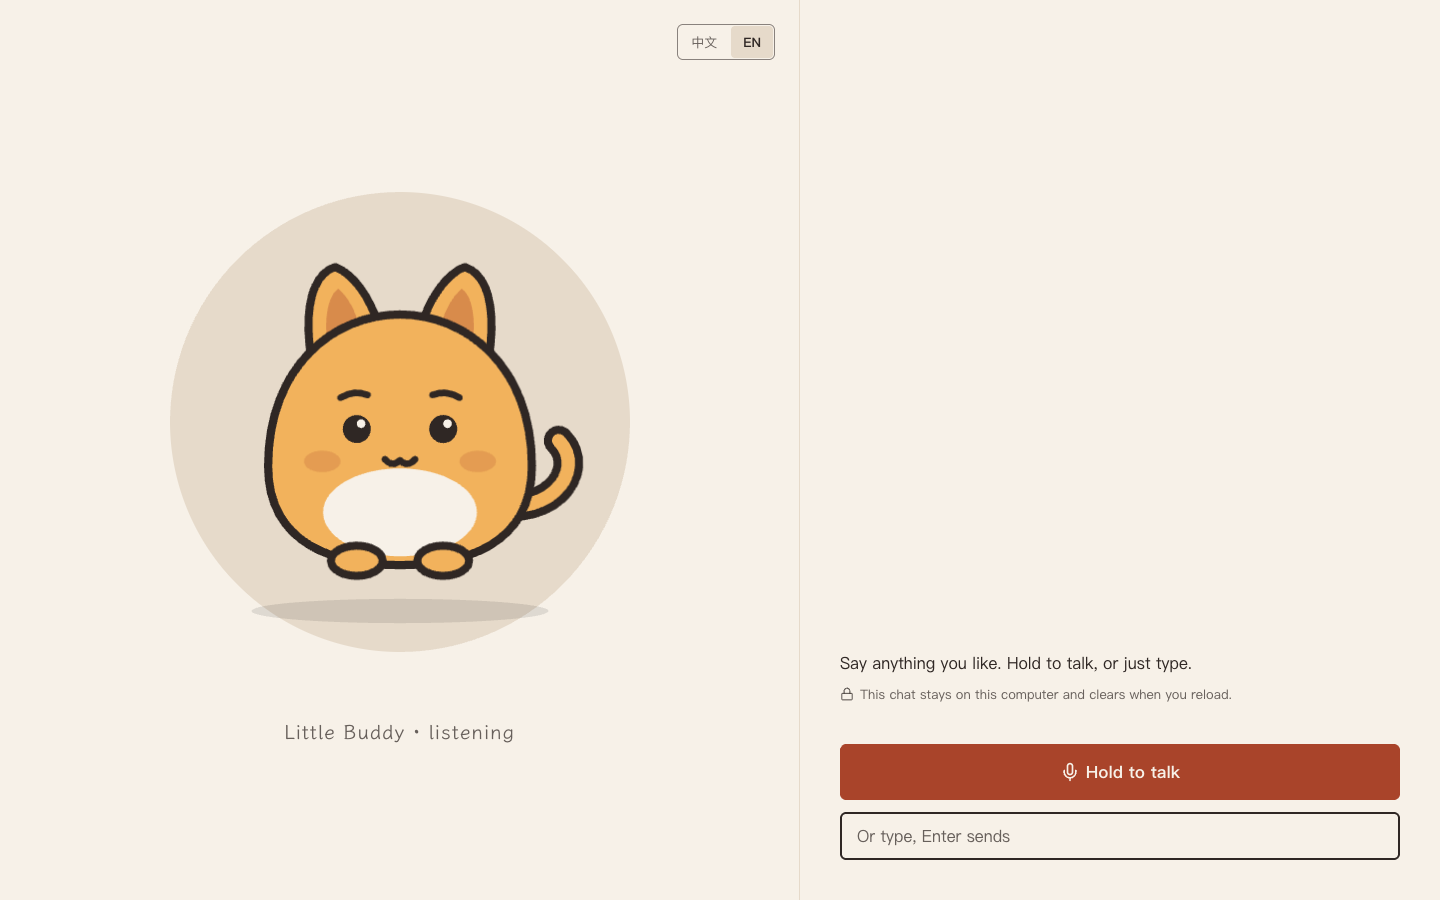 中文 EN
Little Buddy • listening
Say anything you like. Hold to talk, or just type.
This chat stays on this computer and clears when you reload.
Hold to talk
Or type, Enter sends